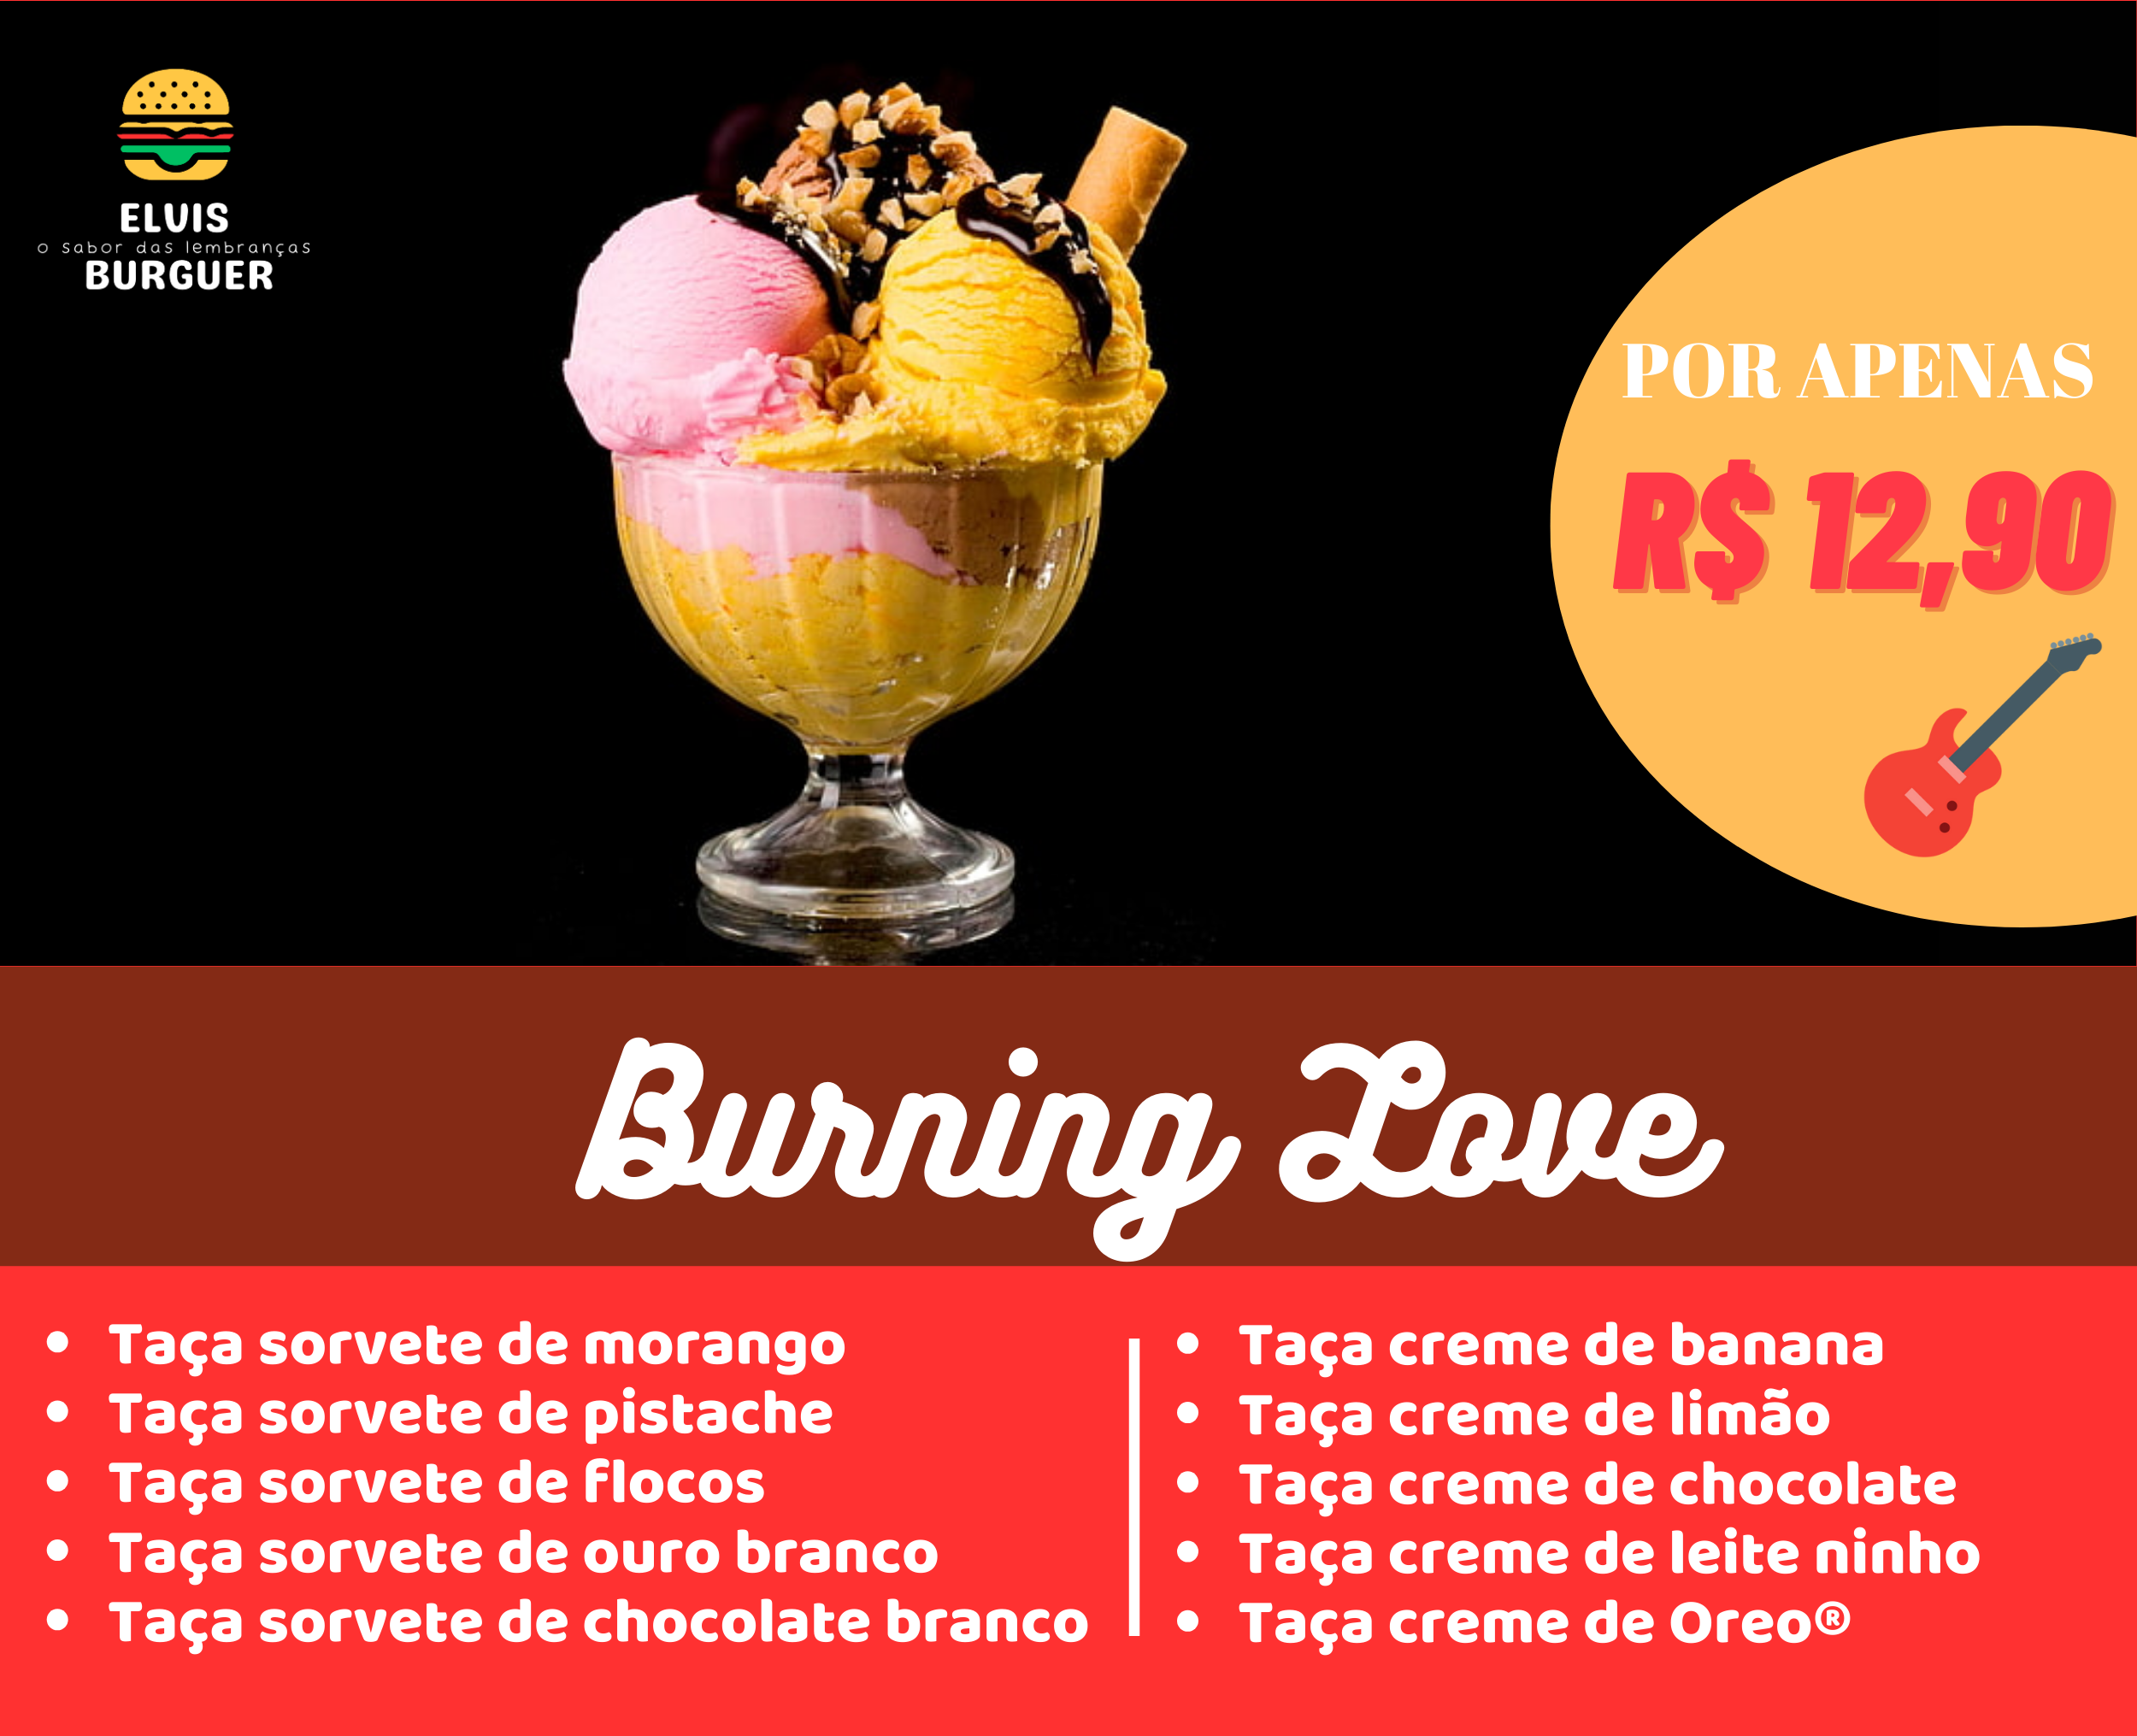 ELVIS
o sabor das lembranças
BURGUER
POR APENAS
R$ 12,90
Burning Love
• Taça sorvete de morango
• Taça sorvete de pistache
• Taça sorvete de flocos
• Taça sorvete de ouro branco
• Taça sorvete de chocolate branco
• Taça creme de banana
• Taça creme de limão
• Taça creme de chocolate
• Taça creme de leite ninho
• Taça creme de Oreo®